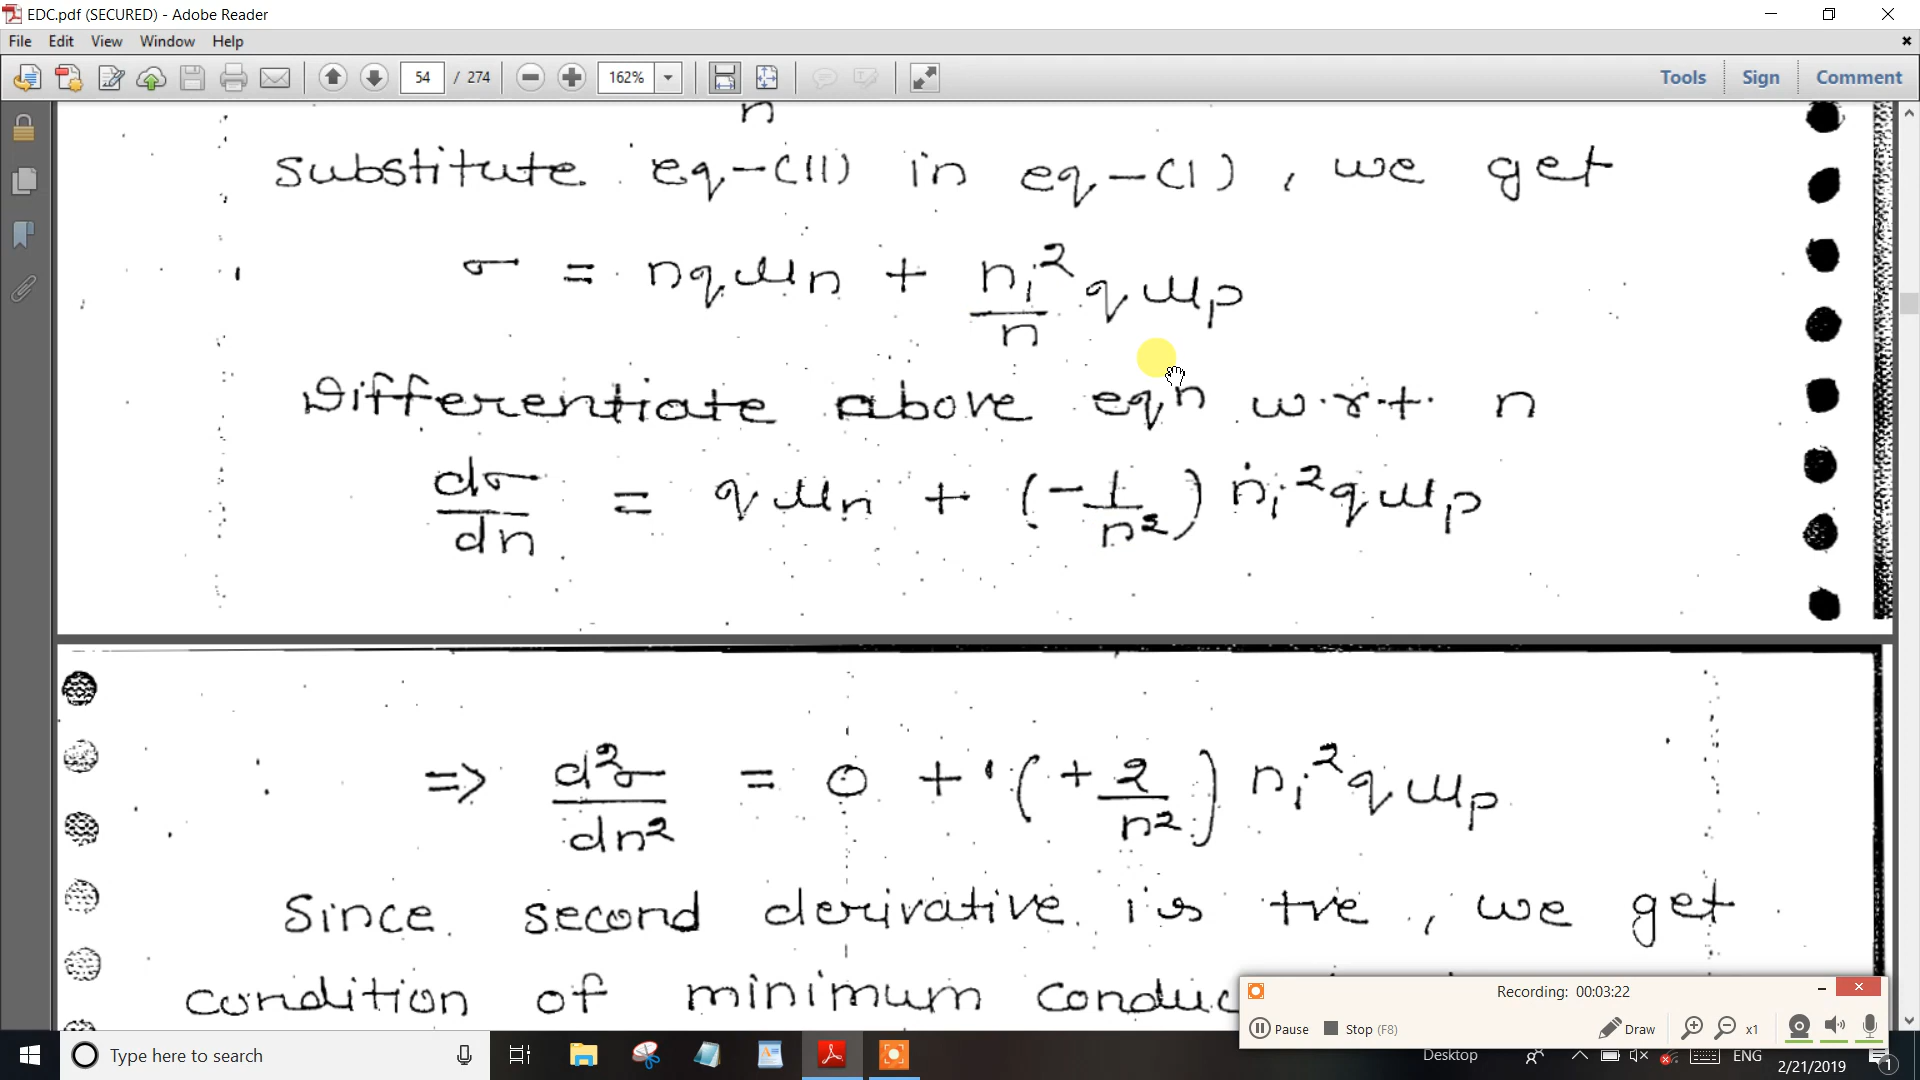 EDC.pdf (SECURED) - Adobe Reader
File Edit View Window Help
54 / 274 162% Tools Sign Comment
n
Substitute eq-(II) in eq-(I), we get
σ = nqμn + ni²/n qμp
Differentiate above eqn w.r.t. n
dσ/dn = qμn + (-1/n²) ni²qμp
=> d²σ/dn² = 0 + (+2/n²) ni²qμp
Since second derivative is +ve, we get
condition of minimum conduc
Recording: 00:03:22
Pause Stop (F8) Draw x1
Type here to search
Desktop ENG 2/21/2019 1